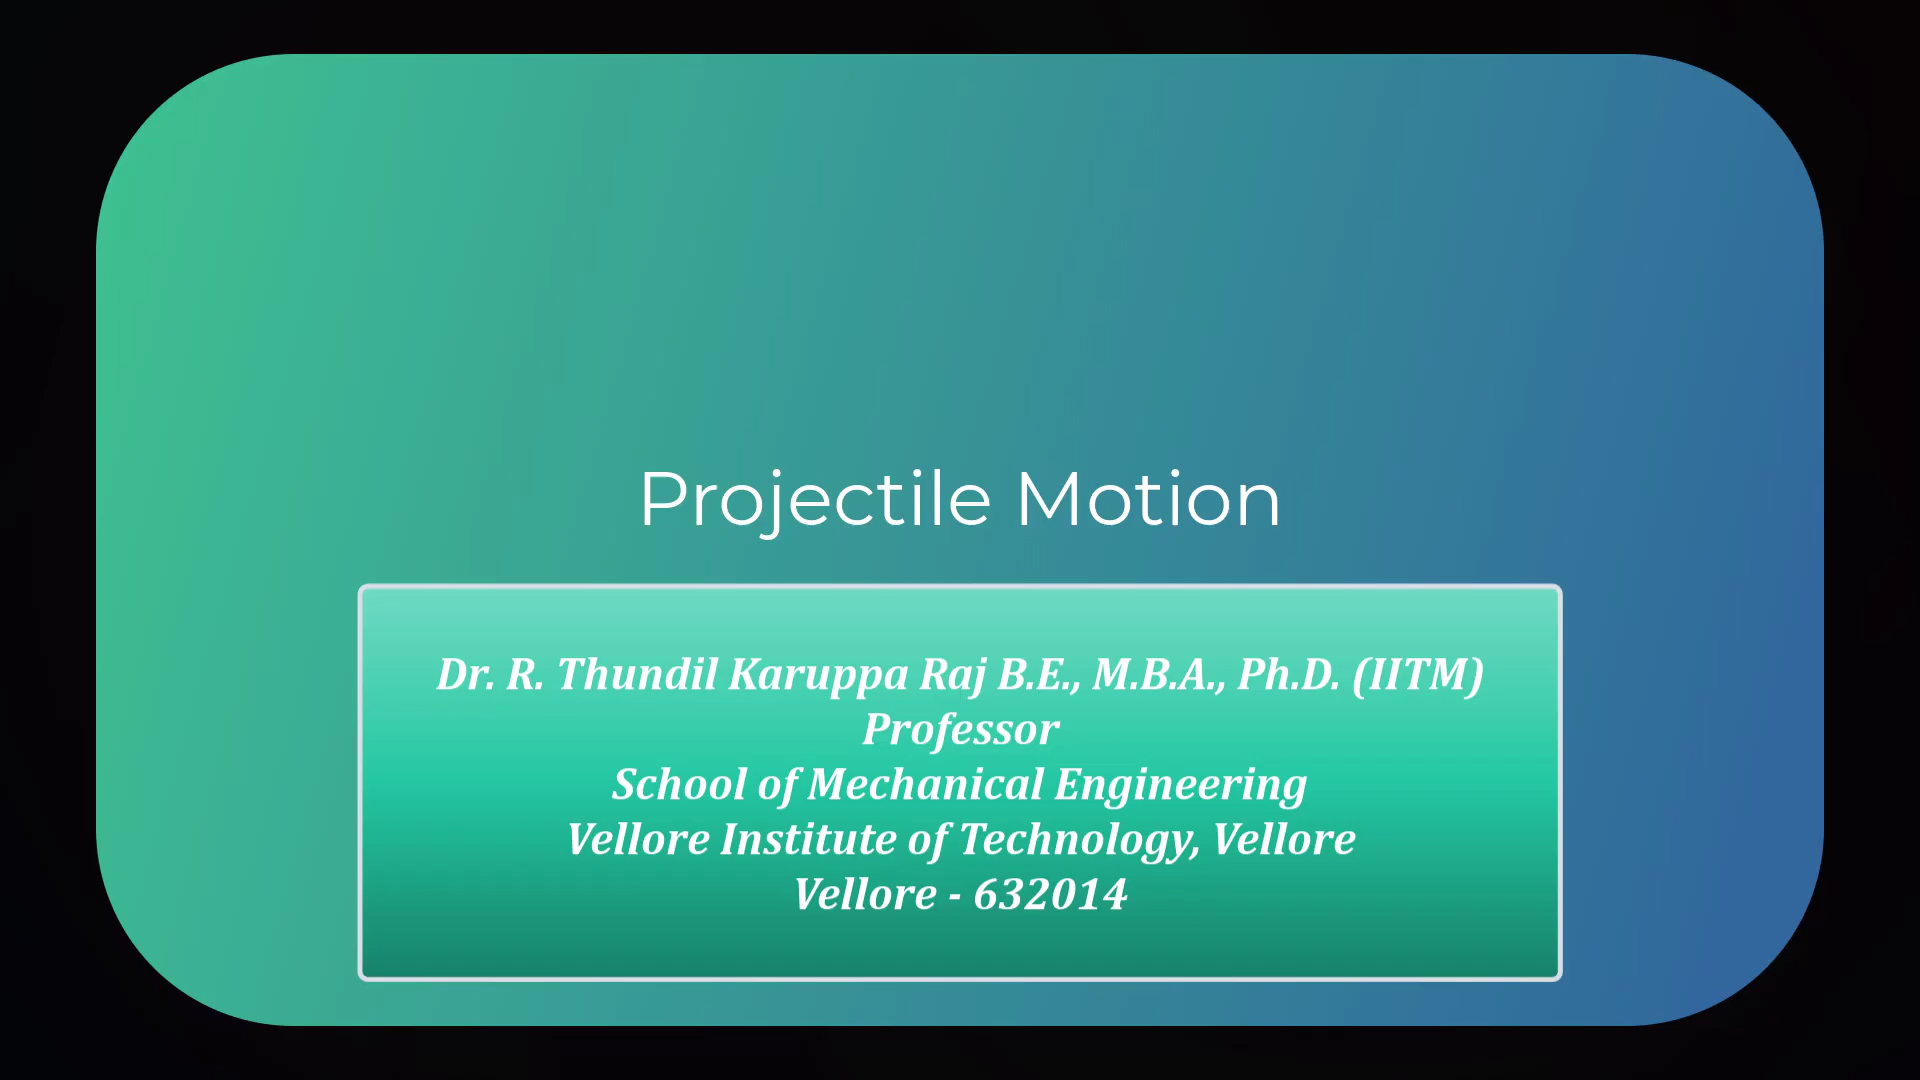 Projectile Motion
Dr. R. Thundil Karuppa Raj B.E., M.B.A., Ph.D. (IITM)
Professor
School of Mechanical Engineering
Vellore Institute of Technology, Vellore
Vellore - 632014